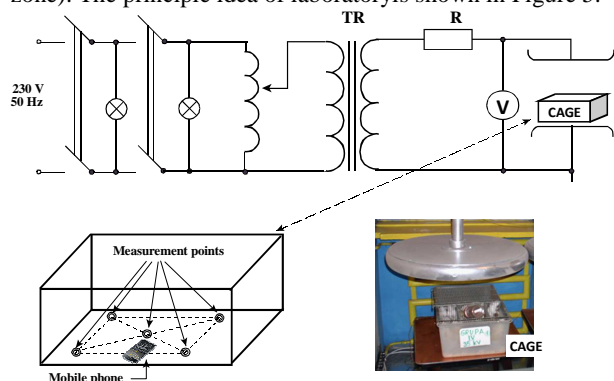 zone). The principle idea of laboratoryis shown in Figure 3.
TR
R
230 V
50 Hz
V
CAGE
Measurement points
Mobile phone
CAGE